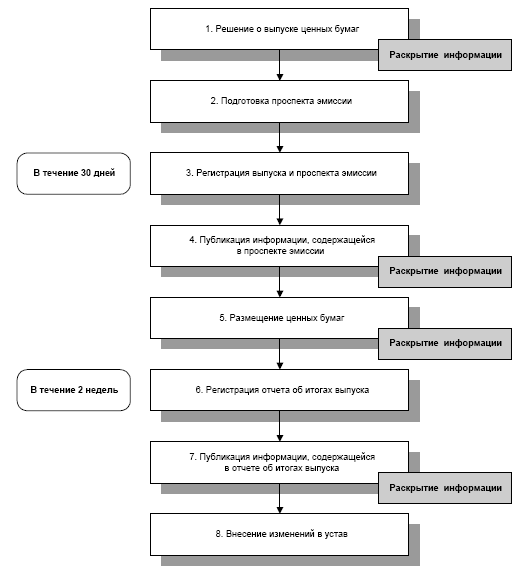 1. Решение о выпуске ценных бумаг
Раскрытие информации
2. Подготовка проспекта эмиссии
В течение 30 дней
3. Регистрация выпуска и проспекта эмиссии
4. Публикация информации, содержащейся
в проспекте эмиссии
Раскрытие информации
5. Размещение ценных бумаг
Раскрытие информации
В течение 2 недель
6. Регистрация отчета об итогах выпуска
7. Публикация информации, содержащейся
в отчете об итогах выпуска
Раскрытие информации
8. Внесение изменений в устав